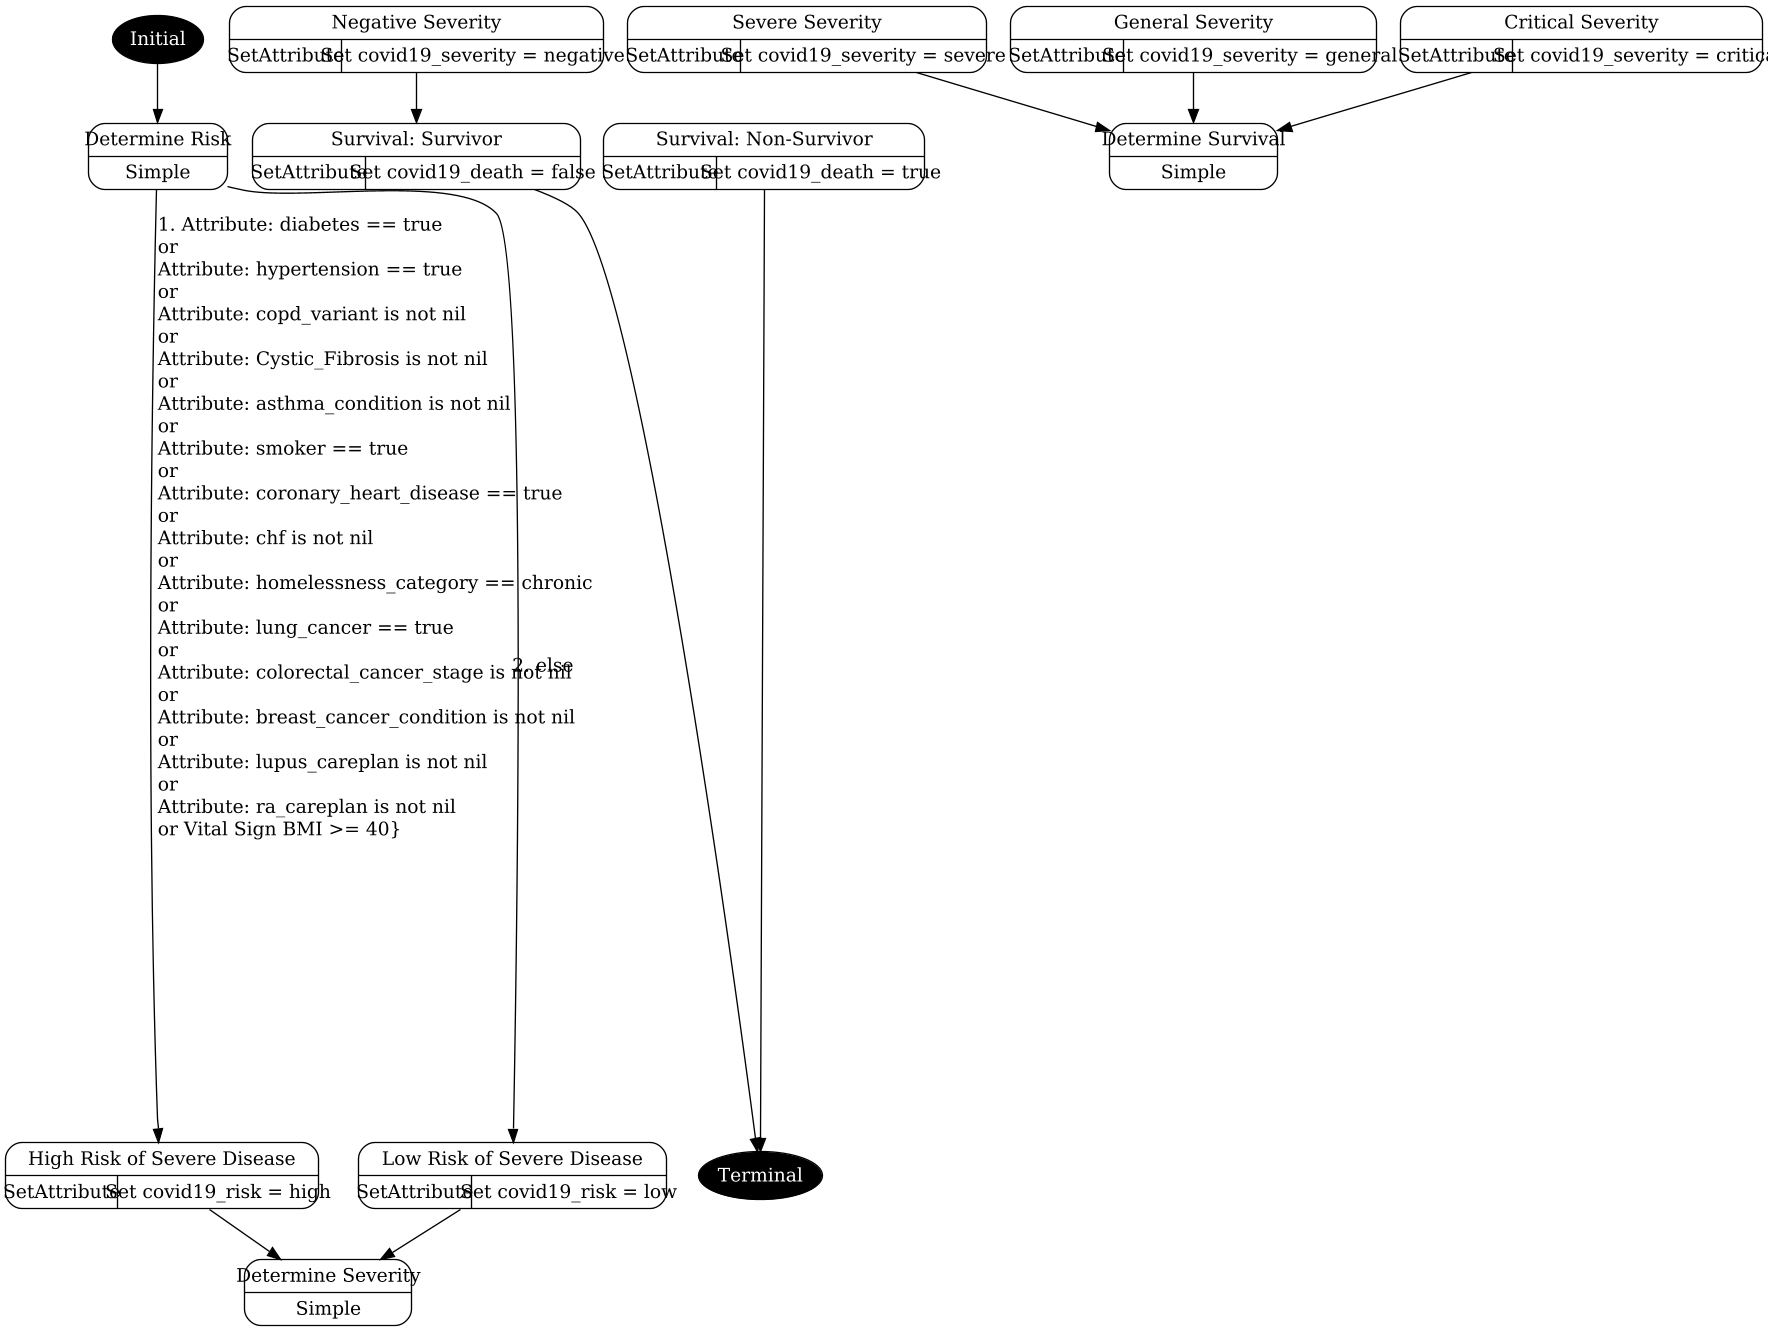 Initial
Negative Severity
SetAttribute Set covid19_severity = negative
Severe Severity
SetAttribute Set covid19_severity = severe
General Severity
SetAttribute Set covid19_severity = general
Critical Severity
SetAttribute Set covid19_severity = critica
Determine Risk
Simple
Survival: Survivor
SetAttribute Set covid19_death = false
Survival: Non-Survivor
SetAttribute Set covid19_death = true
Determine Survival
Simple
1. Attribute: diabetes == true
or
Attribute: hypertension == true
or
Attribute: copd_variant is not nil
or
Attribute: Cystic_Fibrosis is not nil
or
Attribute: asthma_condition is not nil
or
Attribute: smoker == true
or
Attribute: coronary_heart_disease == true
or
Attribute: chf is not nil
or
Attribute: homelessness_category == chronic
or
Attribute: lung_cancer == true
or
Attribute: colorectal_cancer_stage is not nil
or
Attribute: breast_cancer_condition is not nil
or
Attribute: lupus_careplan is not nil
or
Attribute: ra_careplan is not nil
or Vital Sign BMI >= 40}
2. else
High Risk of Severe Disease
SetAttribute Set covid19_risk = high
Low Risk of Severe Disease
SetAttribute Set covid19_risk = low
Terminal
Determine Severity
Simple